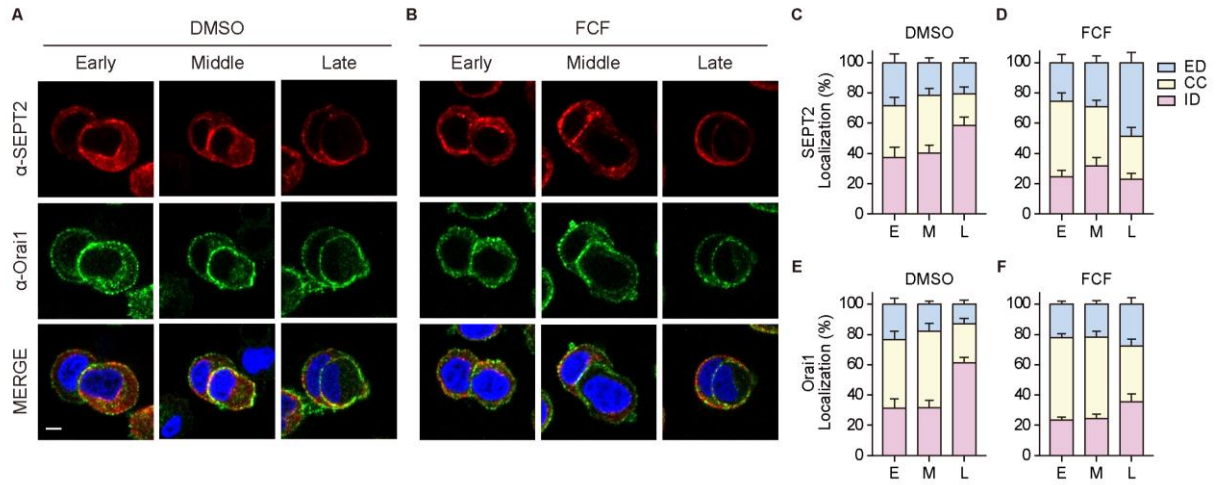 A
DMSO
Early Middle Late
α-SEPT2
α-Orai1
MERGE
B
FCF
Early Middle Late
C
DMSO
SEPT2
Localization (%)
100
80
60
40
20
0
E M L
D
FCF
100
80
60
40
20
0
E M L
ED
CC
ID
E
DMSO
Orai1
Localization (%)
100
80
60
40
20
0
E M L
F
FCF
100
80
60
40
20
0
E M L